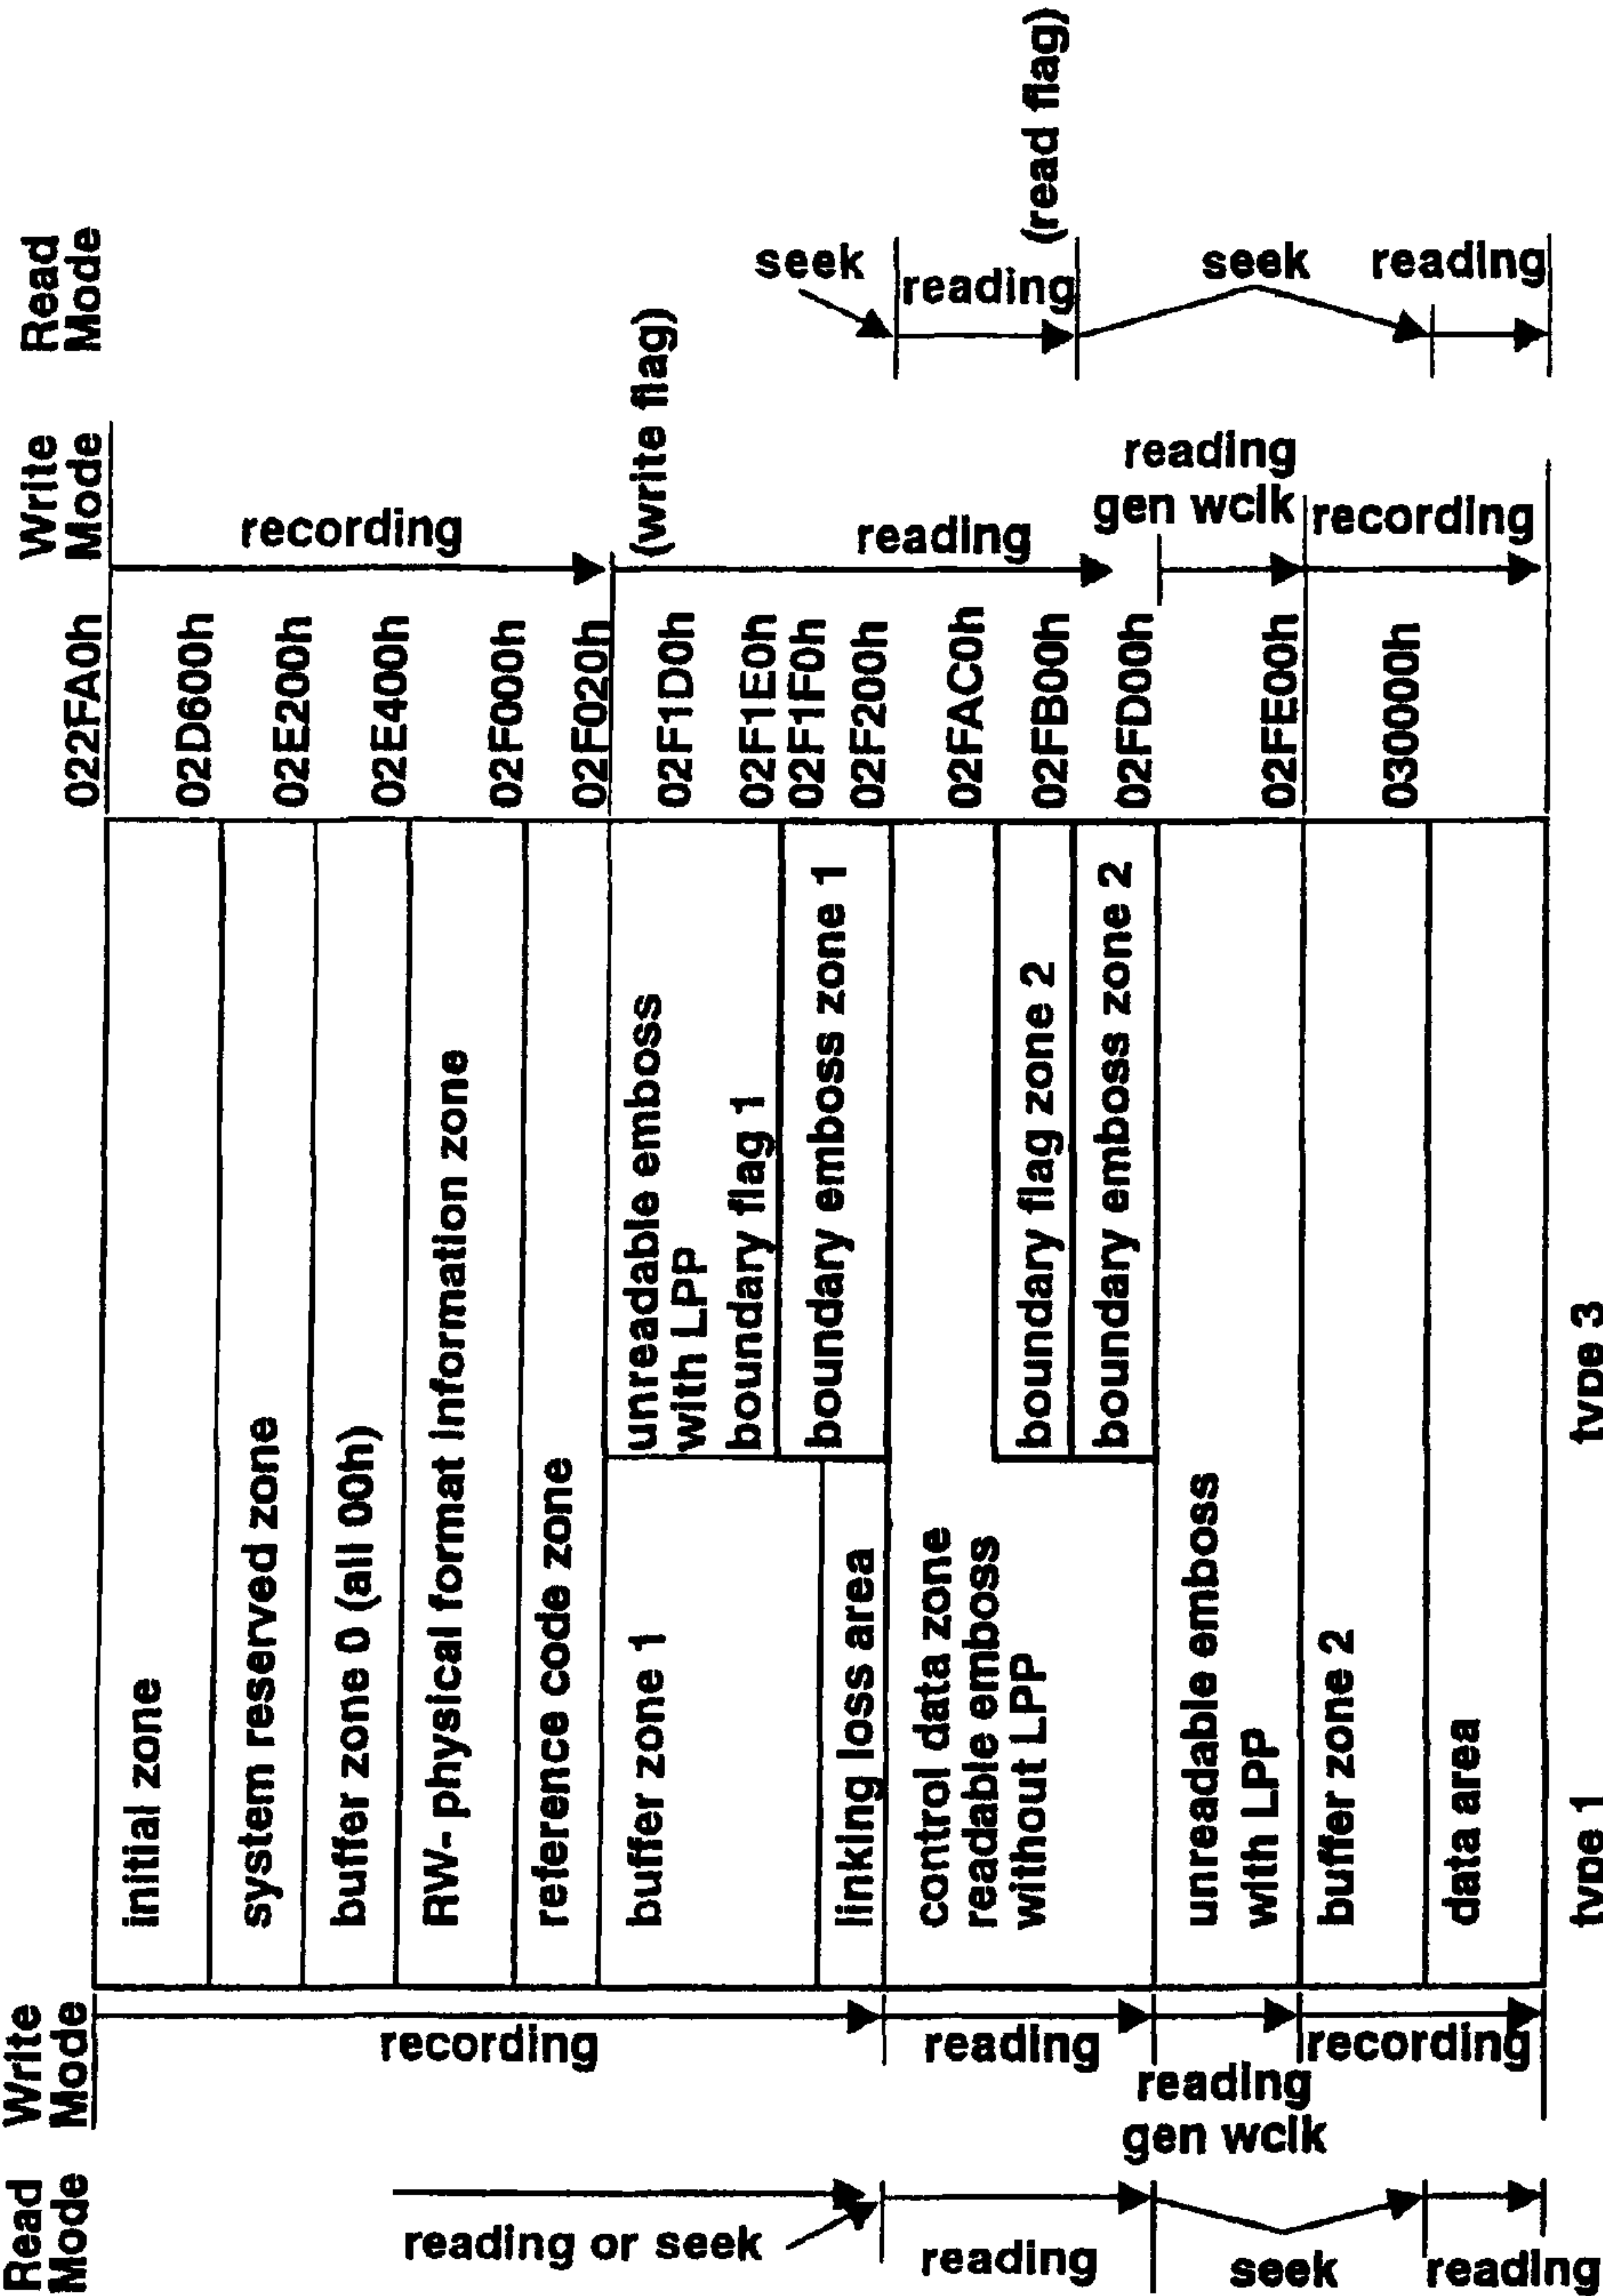 Read
Mode
Write
Mode
Write
Mode
Read
Mode
022FA0h
initial zone
02D600h
system reserved zone
02E200h
buffer zone 0 (all 00h)
02E400h
RW- physical format Information zone
02F000h
reference code zone
02F020h
recording
recording
reading or seek
(write flag)
buffer zone 1
unreadable emboss
with LPP
02F1D0h
boundary flag 1
02F1E0h
boundary emboss zone 1
02F1F0h
linking loss area
02F200h
seek
control data zone
readable emboss
without LPP
02FAC0h
boundary flag zone 2
02FB00h
boundary emboss zone 2
02FD00h
reading
reading
reading
reading
(read flag)
unreadable emboss
with LPP
02FE00h
reading
gen wclk
reading
gen wclk
seek
seek
buffer zone 2
03000h
data area
recording
recording
reading
reading
type 1
type 3